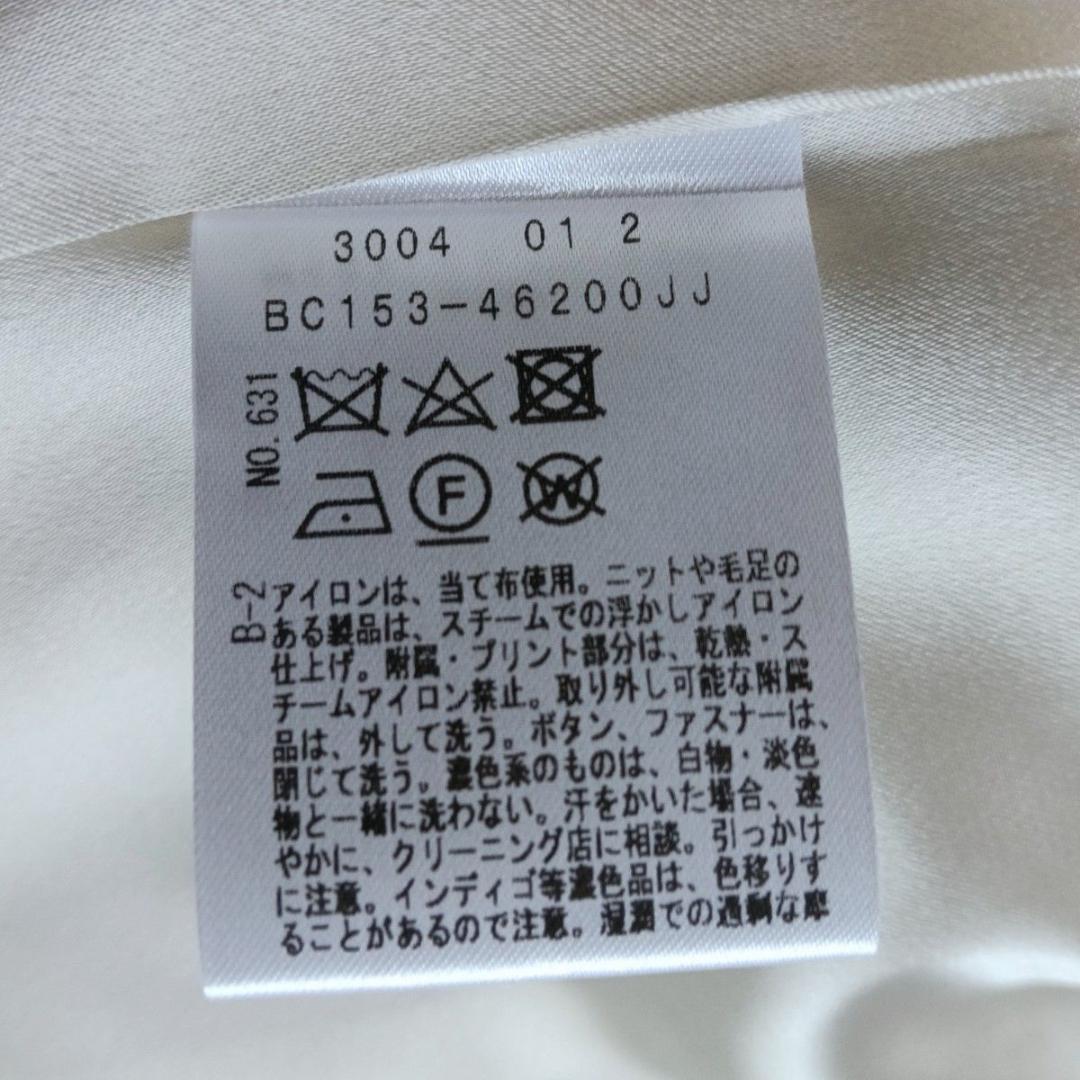 3004 01 2
BC153-46200JJ
NO.631
F
W
B-2
アイロンは、当て布使用。ニットや毛足の
ある製品は、スチームでの浮かしアイロン
仕上げ。附属・プリント部分は、乾熱・ス
チームアイロン禁止。取り外し可能な附属
品は、外して洗う。ボタン、ファスナーは、
閉じて洗う。濃色系のものは、白物・淡色
物と一緒に洗わない。汗をかいた場合、速
やかに、クリーニング店に相談。引っかけ
に注意。インディゴ等濃色品は、色移りす
ることがあるので注意。湿潤での過剰な摩